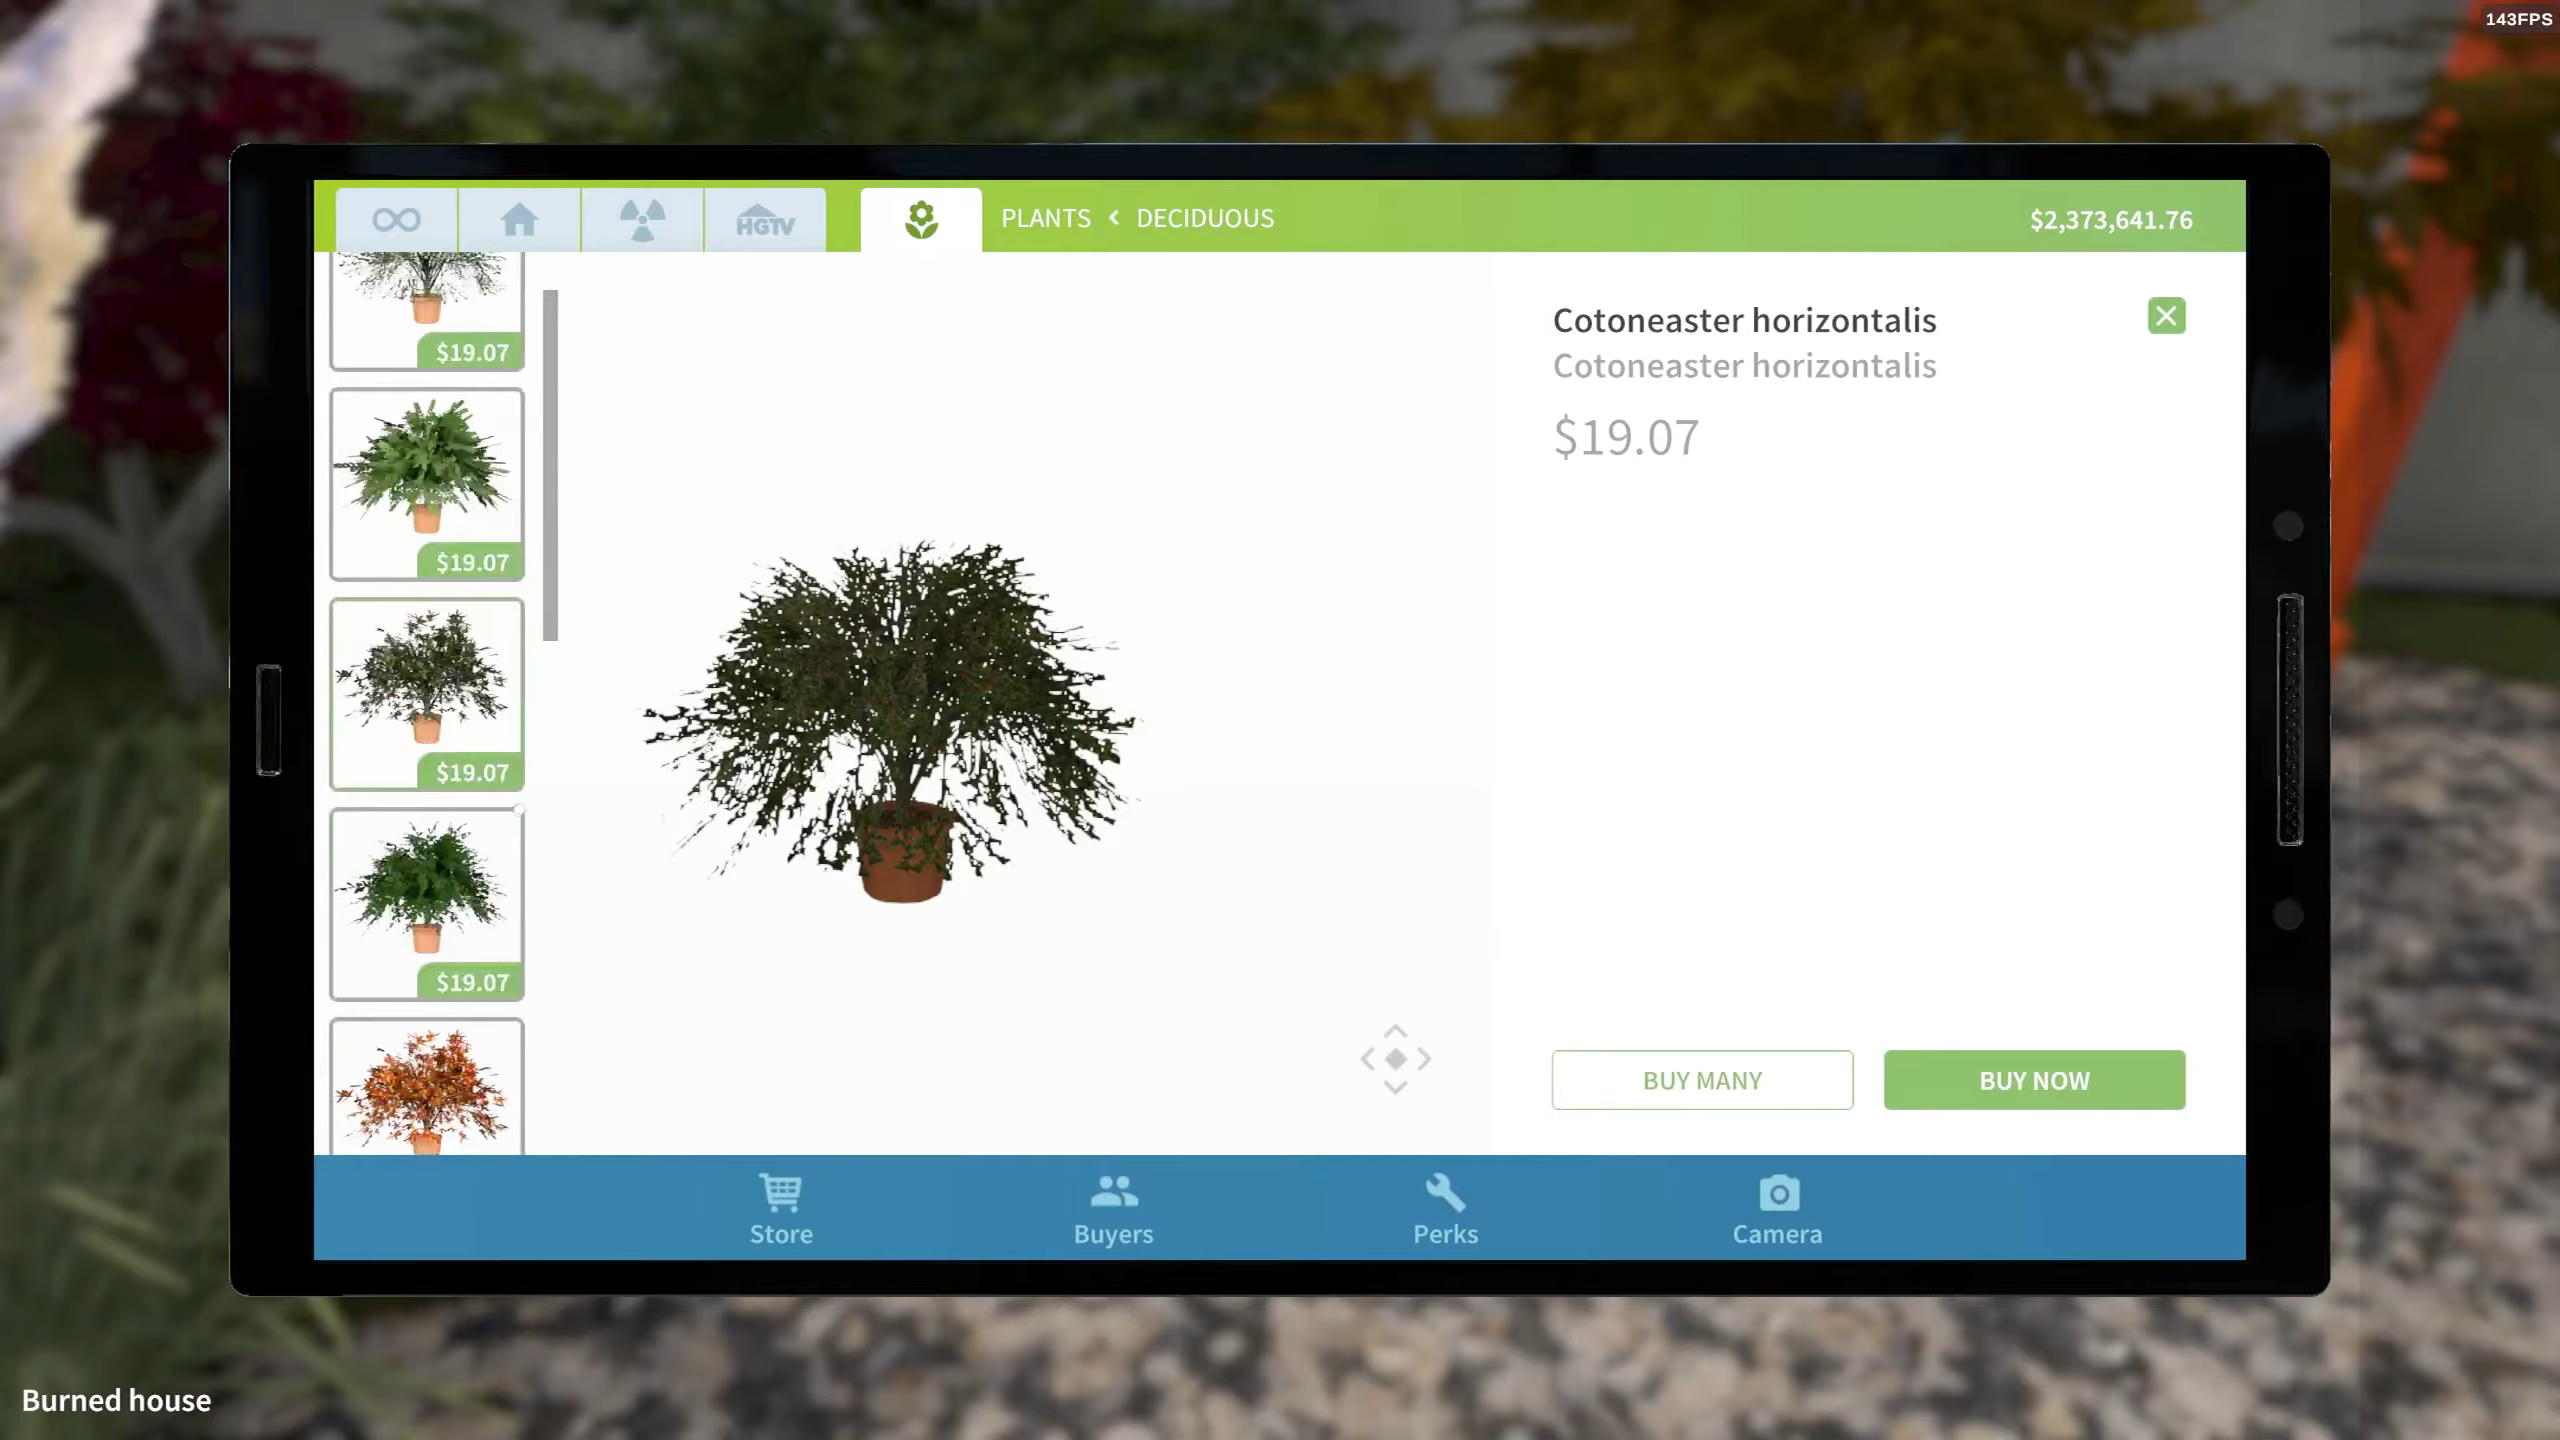 143FPS
HGTV
PLANTS < DECIDUOUS
$2,373,641.76
$19.07
$19.07
$19.07
$19.07
Cotoneaster horizontalis
Cotoneaster horizontalis
$19.07
BUY MANY
BUY NOW
Store
Buyers
Perks
Camera
Burned house